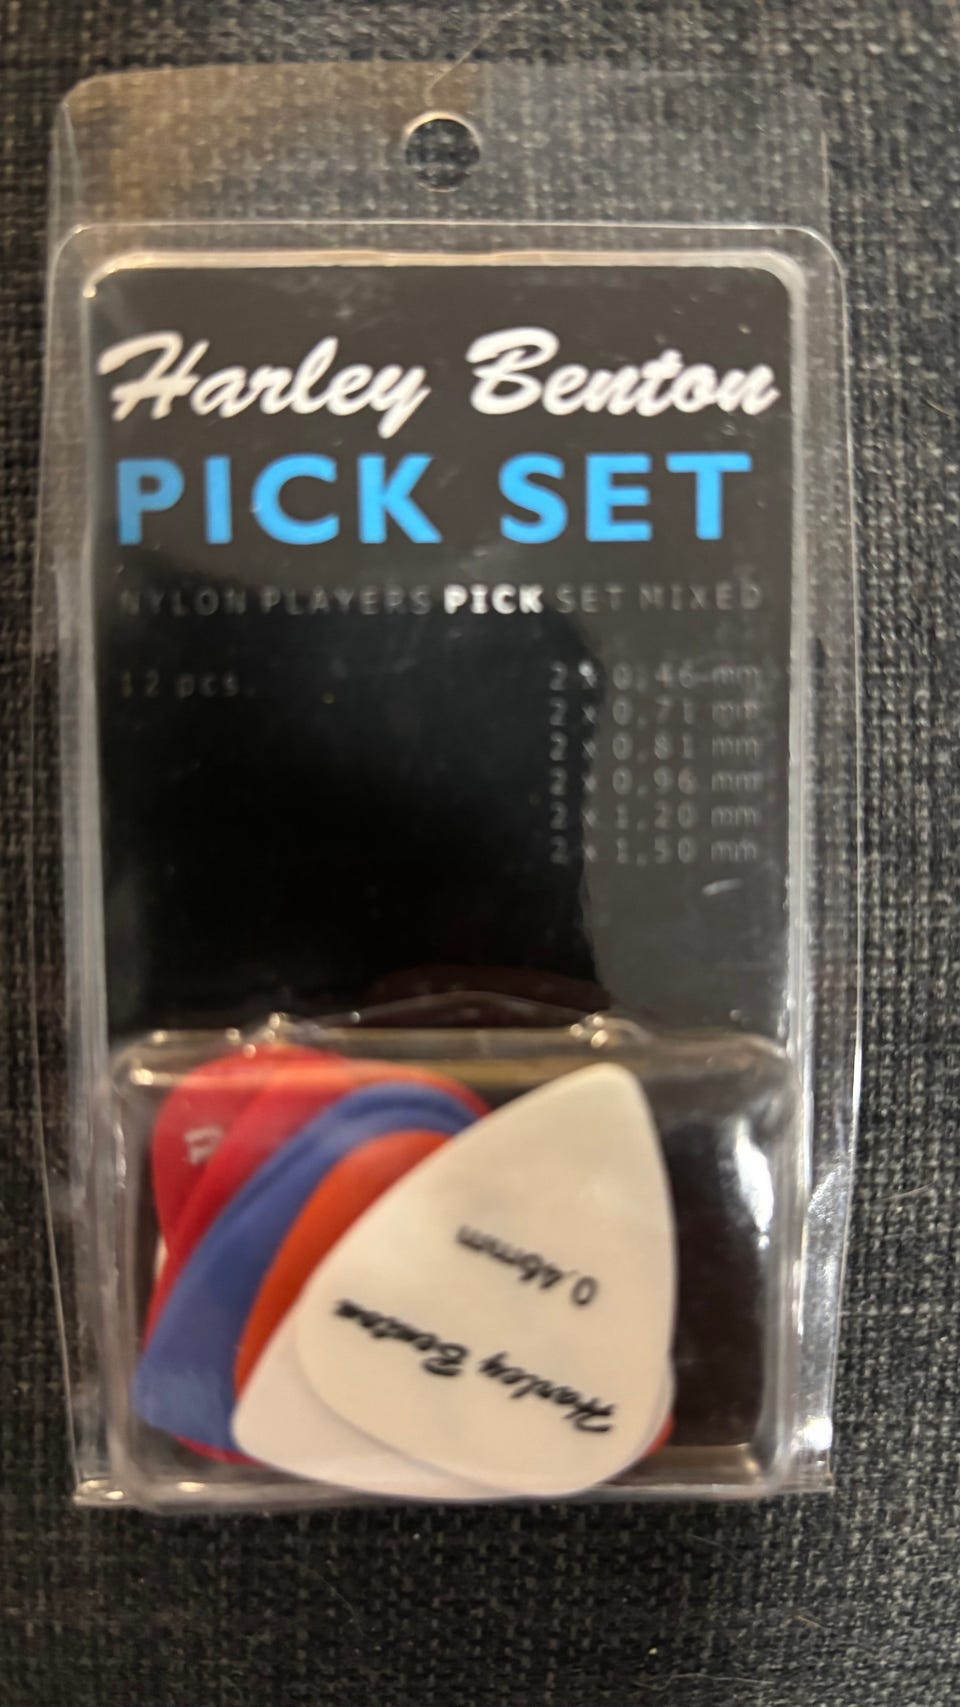 Harley Benton
PICK SET
NYLON PLAYERS PICK SET MIXED
12 pcs.
2 x 0,46 mm
2 x 0,71 mm
2 x 0,81 mm
2 x 0,96 mm
2 x 1,20 mm
2 x 1,50 mm
Harley Benton
0.46mm